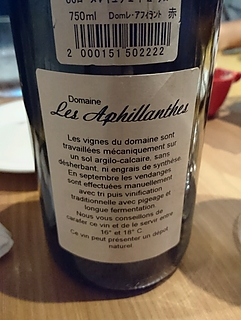 750ml Domレ・アフィラント 赤
2 000151 502222
Domaine
Les Aphillanthes
Les vignes du domaine sont
travaillées mécaniquement sur
un sol argilo-calcaire, sans
désherbant, ni engrais de synthèse.
En septembre les vendanges
sont effectuées manuellement
avec tri puis vinification
traditionnelle avec pigeage et
longue fermentation.
Nous vous conseillons de
carafer ce vin et de le servir entre
16° et 18° C
Ce vin peut présenter un dépot
naturel.